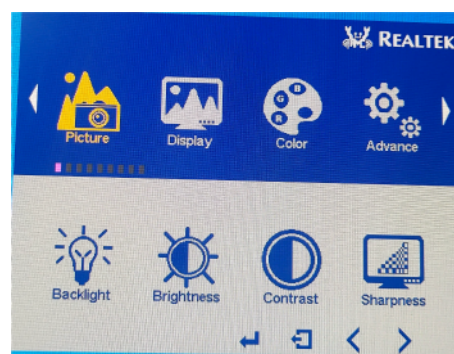 REALTEK
Picture Display Color Advance
G B R
Backlight Brightness Contrast Sharpness